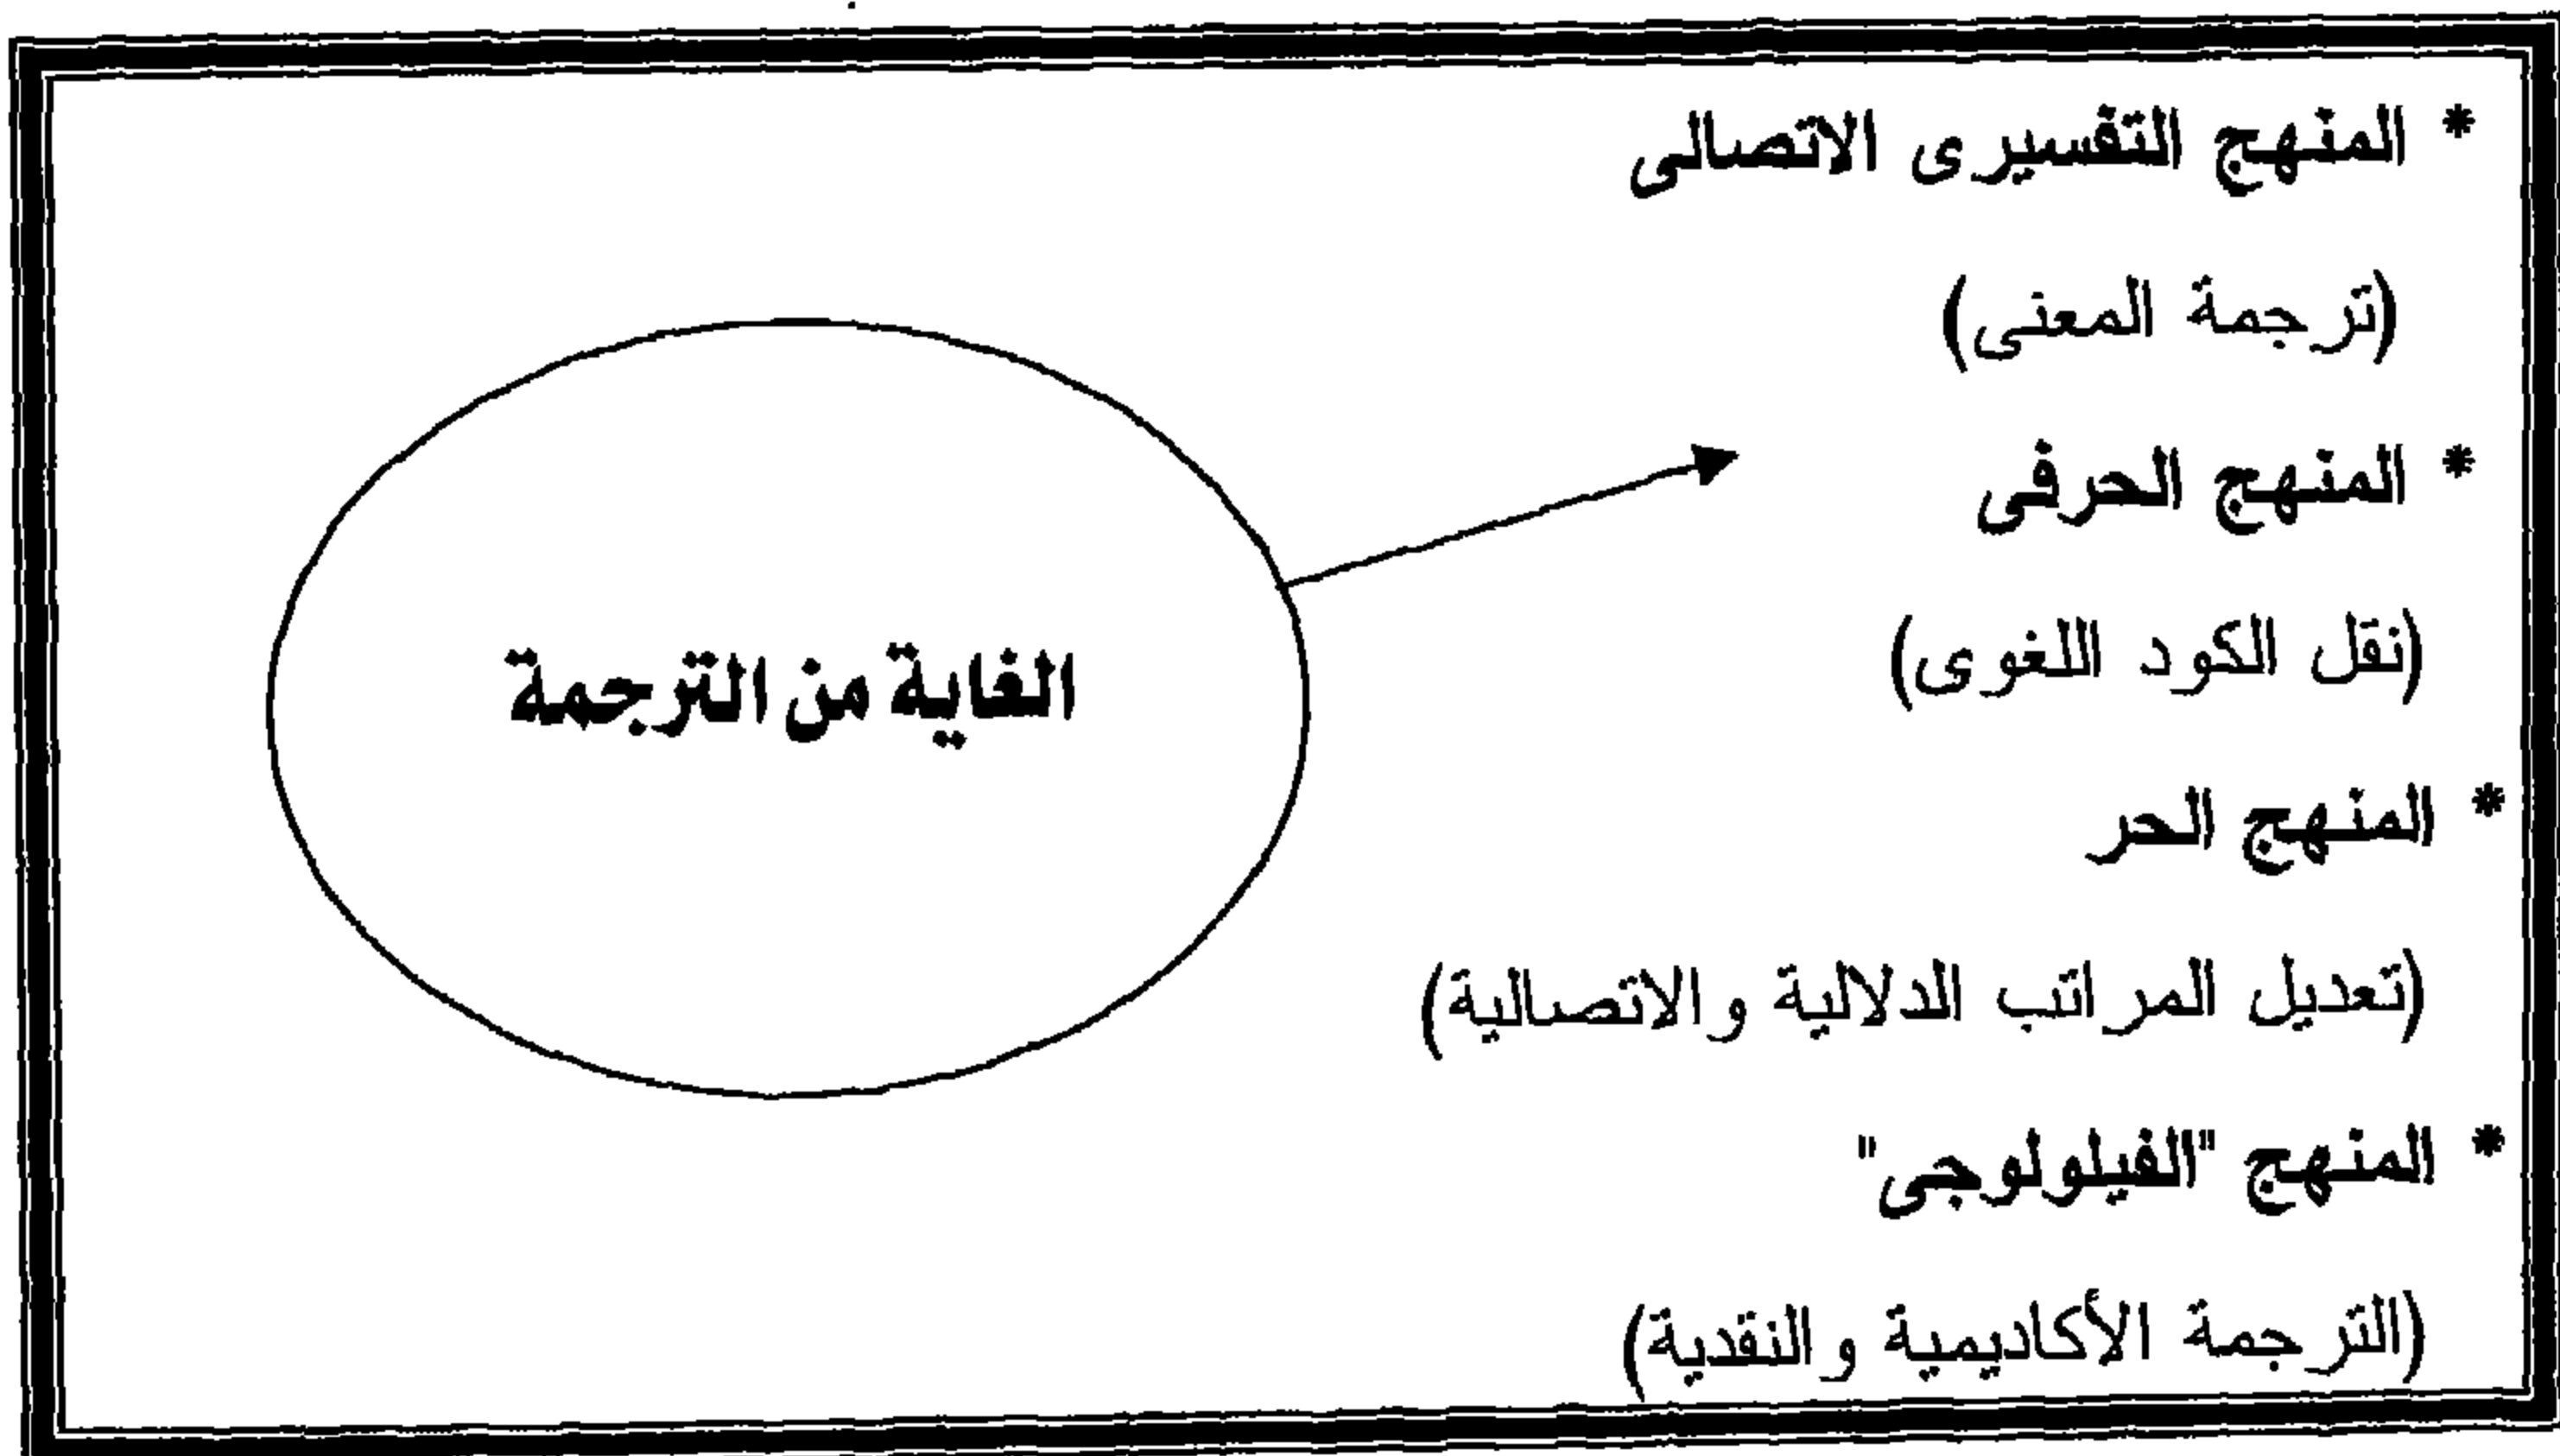 * المنهج التفسيرى الاتصالى
(ترجمة المعنى)
* المنهج الحرفى
(نقل الكود اللغوى)
الغاية من الترجمة
* المنهج الحر
(تعديل المراتب الدلالية والاتصالية)
* المنهج "الفيلولوجى"
(الترجمة الأكاديمية والنقدية)